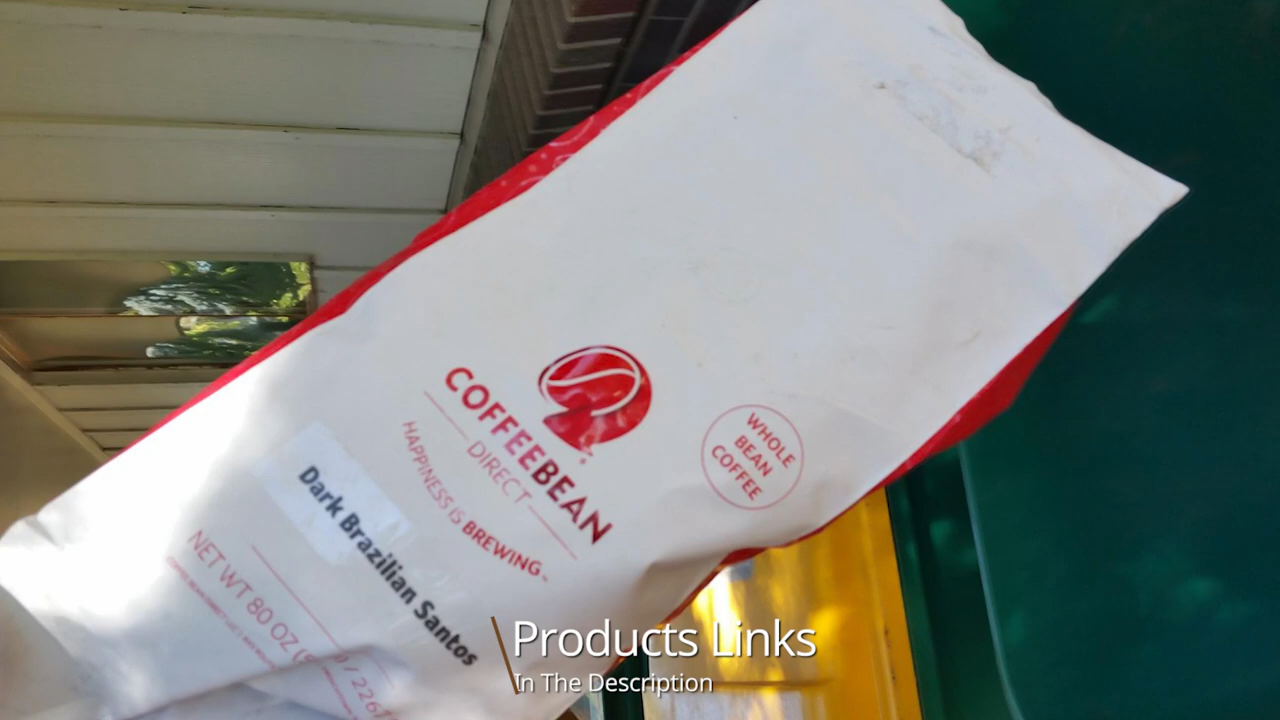 COFFEEBEAN
DIRECT
HAPPINESS IS BREWING™
WHOLE
BEAN
COFFEE
Dark Brazilian Santos
NET WT 80 OZ
Products Links
In The Description